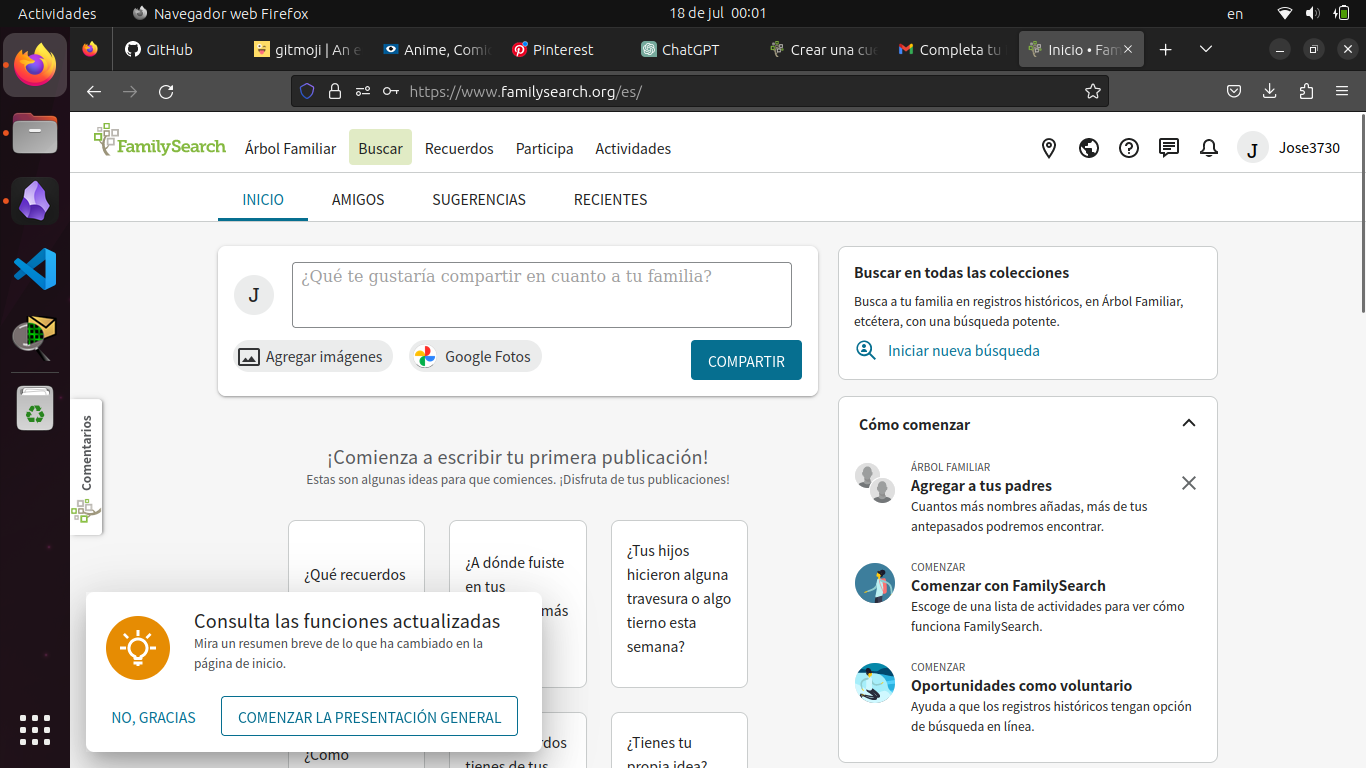 Actividades
Navegador web Firefox
18 de jul 00:01
en
GitHub
gitmoji | An e
Anime, Comic
Pinterest
ChatGPT
Crear una cue
Completa tu
Inicio • Fam
https://www.familysearch.org/es/
FamilySearch
Árbol Familiar
Buscar
Recuerdos
Participa
Actividades
J
Jose3730
INICIO
AMIGOS
SUGERENCIAS
RECIENTES
J
¿Qué te gustaría compartir en cuanto a tu familia?
Agregar imágenes
Google Fotos
COMPARTIR
Buscar en todas las colecciones
Busca a tu familia en registros históricos, en Árbol Familiar,
etcétera, con una búsqueda potente.
Iniciar nueva búsqueda
Comentarios
¡Comienza a escribir tu primera publicación!
Estas son algunas ideas para que comiences. ¡Disfruta de tus publicaciones!
¿Qué recuerdos
¿A dónde fuiste
en tus
más
¿Tus hijos
hicieron alguna
travesura o algo
tierno esta
semana?
¿Cómo
rdos
tienes de tus
¿Tienes tu
propia idea?
Cómo comenzar
ÁRBOL FAMILIAR
Agregar a tus padres
Cuantos más nombres añadas, más de tus
antepasados podremos encontrar.
COMENZAR
Comenzar con FamilySearch
Escoge de una lista de actividades para ver cómo
funciona FamilySearch.
COMENZAR
Oportunidades como voluntario
Ayuda a que los registros históricos tengan opción
de búsqueda en línea.
Consulta las funciones actualizadas
Mira un resumen breve de lo que ha cambiado en la
página de inicio.
NO, GRACIAS
COMENZAR LA PRESENTACIÓN GENERAL